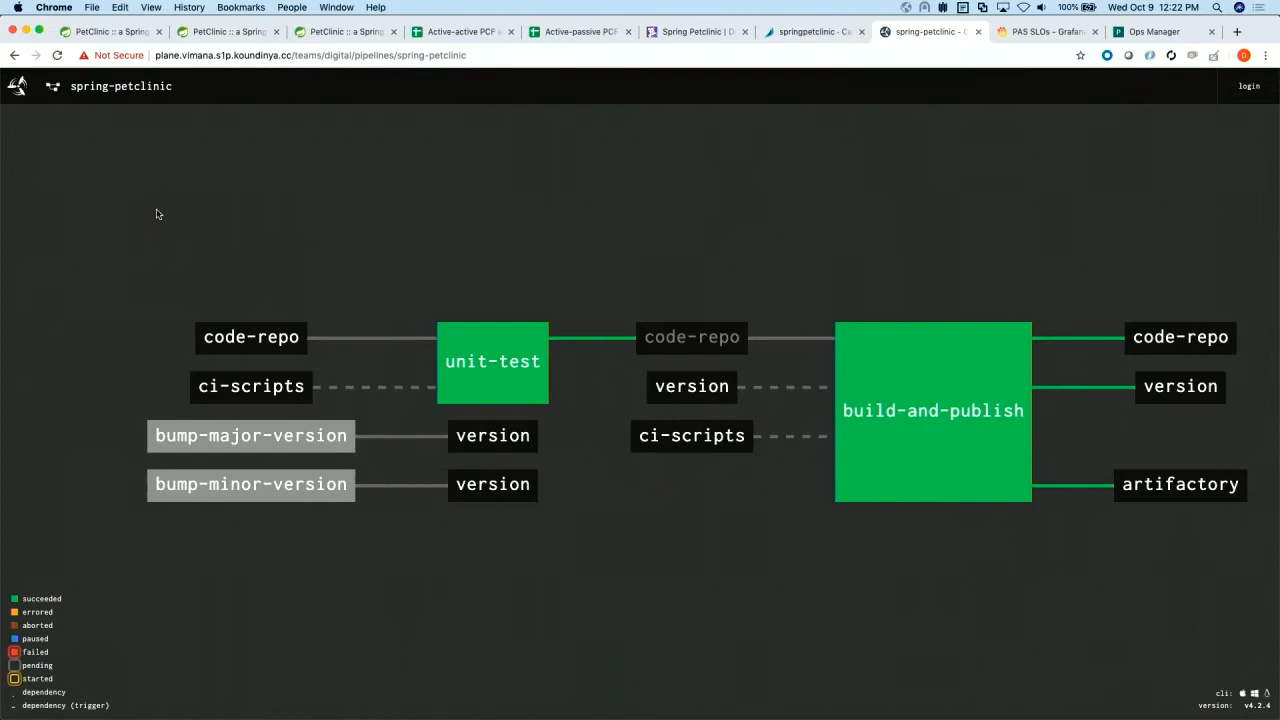 Chrome File Edit View History Bookmarks People Window Help 100% Wed Oct 9 12:22 PM
PetClinic :: a Spring PetClinic :: a Spring PetClinic :: a Spring Active-active PCF Active-passive PCF Spring Petclinic | D springpetclinic - Ca spring-petclinic - C PAS SLOs - Grafan Ops Manager
Not Secure plane.vimana.s1p.koundinya.cc/teams/digital/pipelines/spring-petclinic D
spring-petclinic login
code-repo unit-test code-repo build-and-publish code-repo
ci-scripts version version
bump-major-version version ci-scripts
bump-minor-version version artifactory
succeeded
errored
aborted
paused
failed
pending
started
dependency
dependency (trigger)
cli:
version: v4.2.4